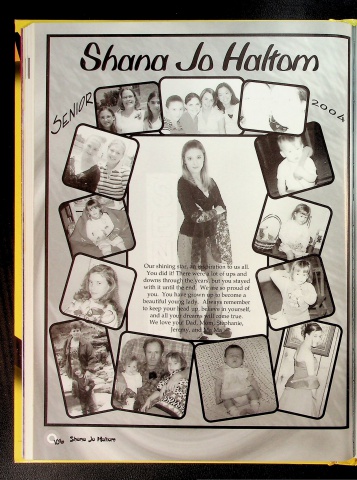 Shana Jo Haltom
SENIOR
2004
Our shining star, an inspiration to us all.
You did it! There were a lot of ups and
downs through the years, but you stayed
with it until the end. We are so proud of
you. You have grown up to become a
beautiful young lady. Always remember
to keep your head up, believe in yourself,
and all your dreams will come true.
We love you! Dad, Mom, Stephanie,
Jeremy, and
106 Shana Jo Haltom